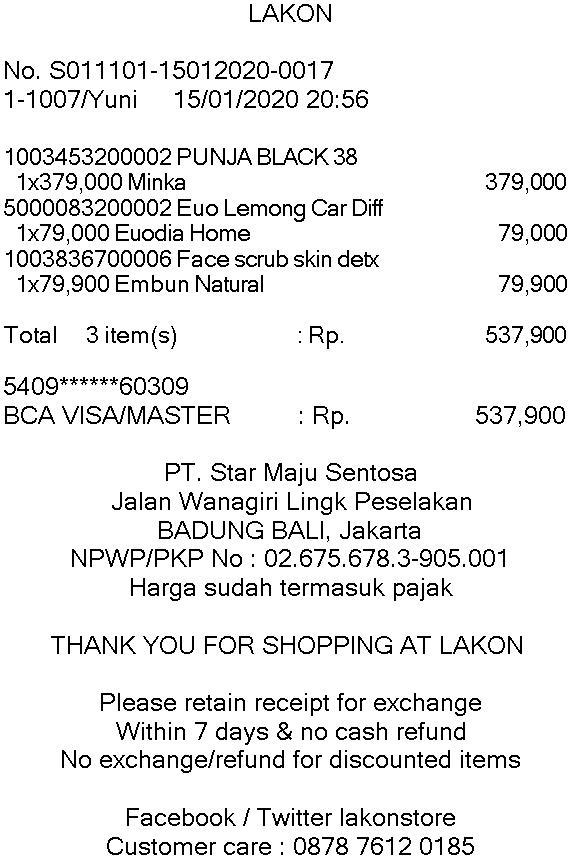 LAKON
No. S011101-15012020-0017
1-1007/Yuni 15/01/2020 20:56
1003453200002 PUNJA BLACK 38
1x379,000 Minka 379,000
5000083200002 Euo Lemong Car Diff
1x79,000 Euodia Home 79,000
1003836700006 Face scrub skin detx
1x79,900 Embun Natural 79,900
Total 3 item(s) : Rp. 537,900
5409******60309
BCA VISA/MASTER : Rp. 537,900
PT. Star Maju Sentosa
Jalan Wanagiri Lingk Peselakan
BADUNG BALI, Jakarta
NPWP/PKP No : 02.675.678.3-905.001
Harga sudah termasuk pajak
THANK YOU FOR SHOPPING AT LAKON
Please retain receipt for exchange
Within 7 days & no cash refund
No exchange/refund for discounted items
Facebook / Twitter lakonstore
Customer care : 0878 7612 0185